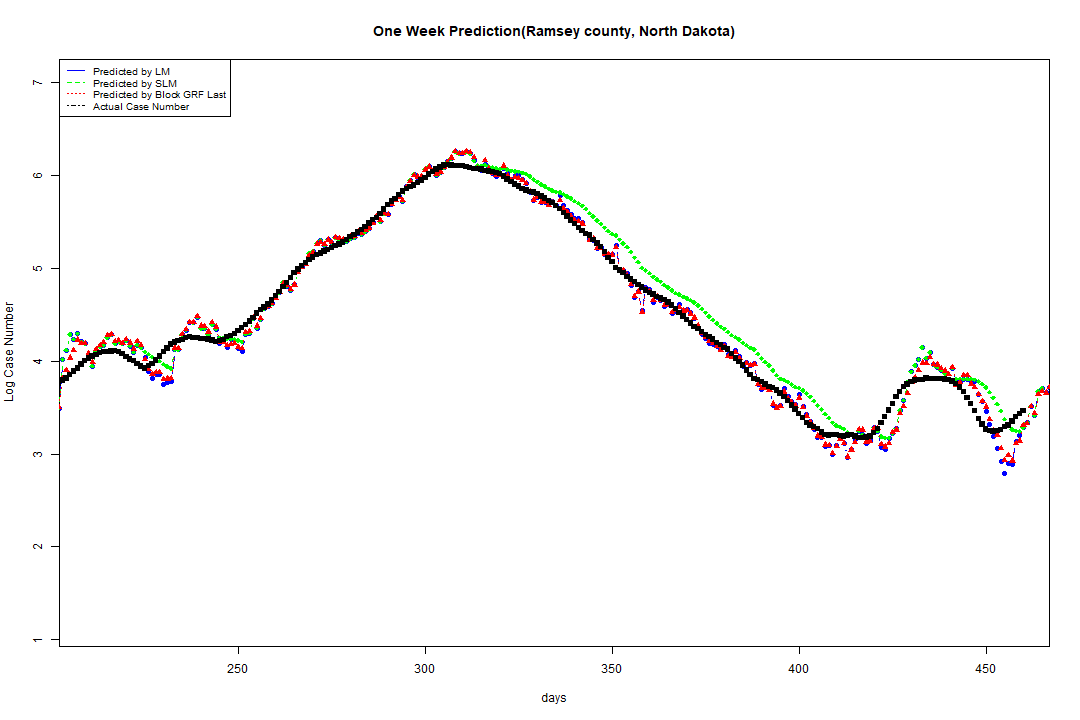 One Week Prediction(Ramsey county, North Dakota)
Predicted by LM
Predicted by SLM
Predicted by Block GRF Last
Actual Case Number
7
6
5
4
3
2
1
Log Case Number
250
300
350
400
450
days